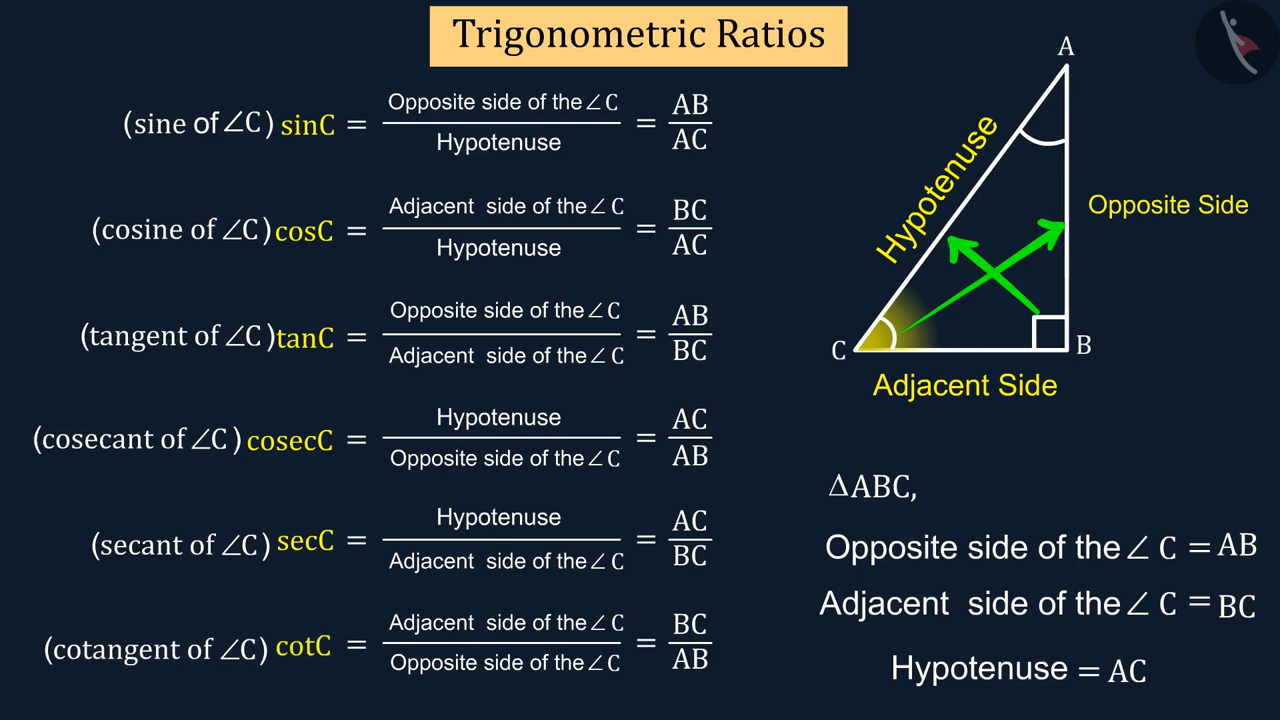 Trigonometric Ratios
(sine of ∠C) sinC = Opposite side of the ∠C / Hypotenuse = AB / AC
(cosine of ∠C) cosC = Adjacent side of the ∠C / Hypotenuse = BC / AC
(tangent of ∠C) tanC = Opposite side of the ∠C / Adjacent side of the ∠C = AB / BC
(cosecant of ∠C) cosecC = Hypotenuse / Opposite side of the ∠C = AC / AB
(secant of ∠C) secC = Hypotenuse / Adjacent side of the ∠C = AC / BC
(cotangent of ∠C) cotC = Adjacent side of the ∠C / Opposite side of the ∠C = BC / AB
A
Hypotenuse
Opposite Side
C
B
Adjacent Side
ΔABC,
Opposite side of the ∠ C = AB
Adjacent side of the ∠ C = BC
Hypotenuse = AC